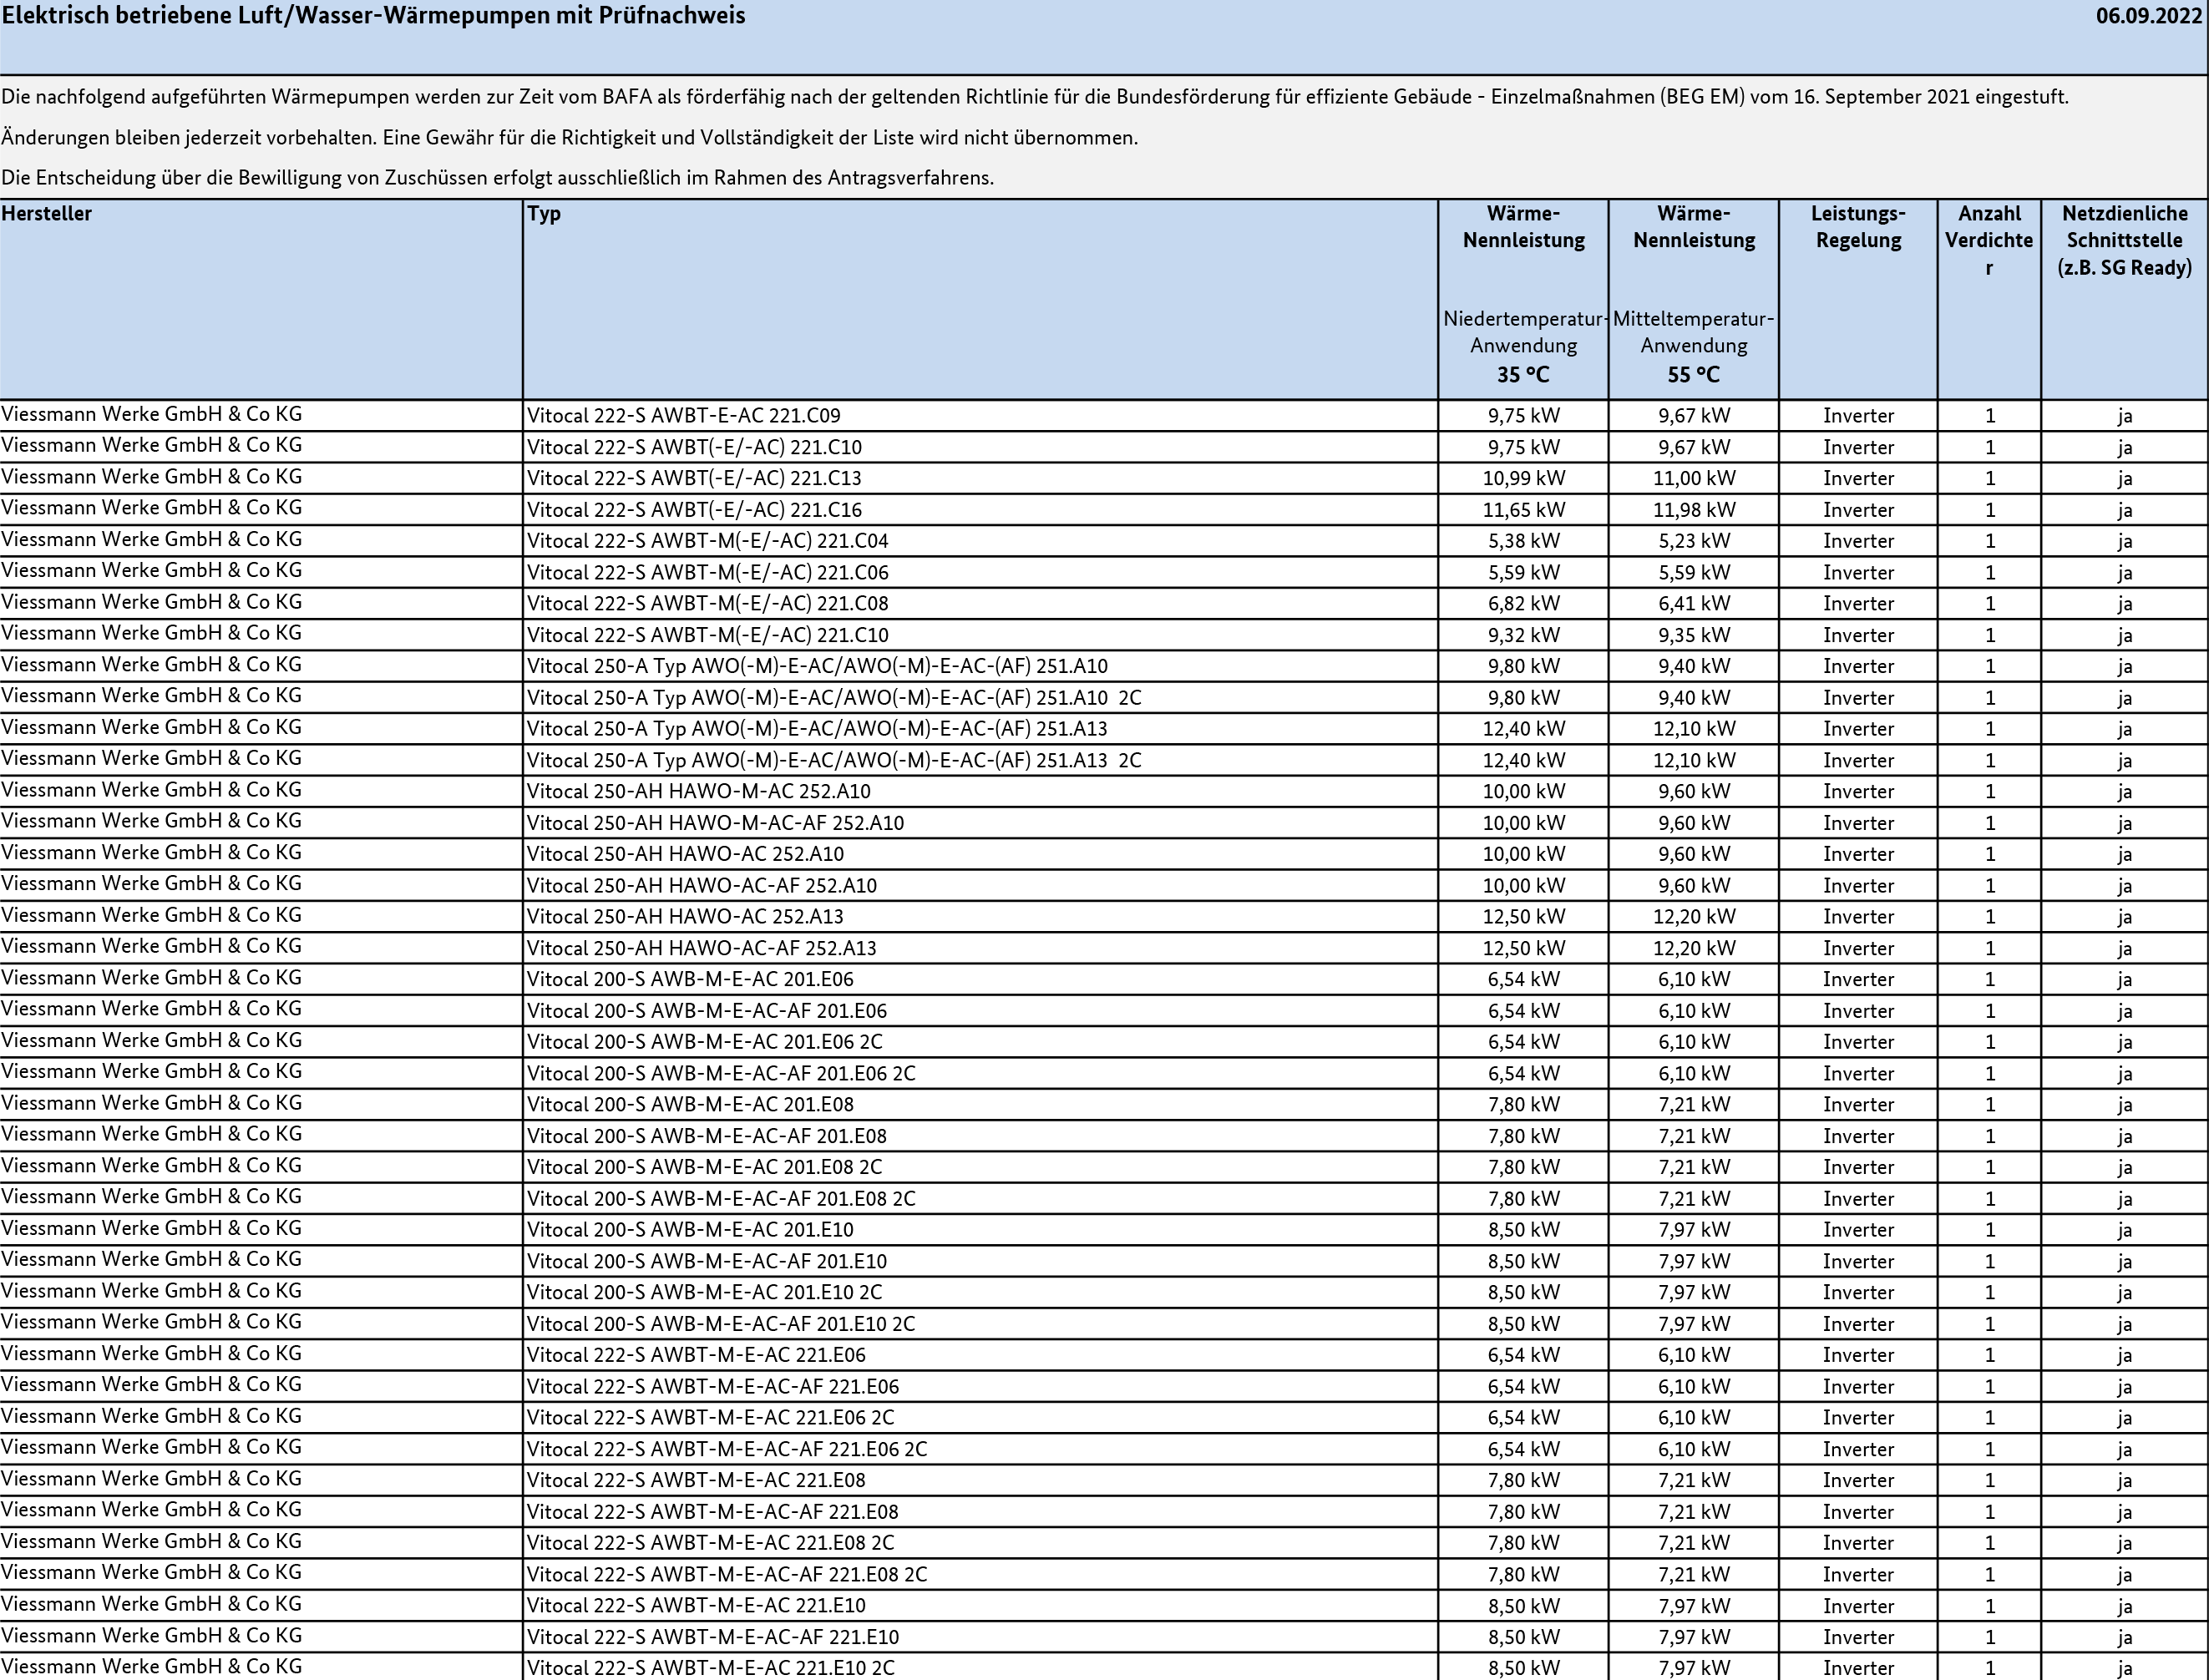 Elektrisch betriebene Luft/Wasser-Wärmepumpen mit Prüfnachweis 06.09.2022
Die nachfolgend aufgeführten Wärmepumpen werden zur Zeit vom BAFA als förderfähig nach der geltenden Richtlinie für die Bundesförderung für effiziente Gebäude - Einzelmaßnahmen (BEG EM) vom 16. September 2021 eingestuft.
Änderungen bleiben jederzeit vorbehalten. Eine Gewähr für die Richtigkeit und Vollständigkeit der Liste wird nicht übernommen.
Die Entscheidung über die Bewilligung von Zuschüssen erfolgt ausschließlich im Rahmen des Antragsverfahrens.
Hersteller Typ Wärme- Wärme- Leistungs- Anzahl Netzdienliche
Nennleistung Nennleistung Regelung Verdichte Schnittstelle
r (z.B. SG Ready)
Niedertemperatur- Mitteltemperatur-
Anwendung Anwendung
35 °C 55 °C
Viessmann Werke GmbH & Co KG Vitocal 222-S AWBT-E-AC 221.C09 9,75 kW 9,67 kW Inverter 1 ja
Viessmann Werke GmbH & Co KG Vitocal 222-S AWBT(-E/-AC) 221.C10 9,75 kW 9,67 kW Inverter 1 ja
Viessmann Werke GmbH & Co KG Vitocal 222-S AWBT(-E/-AC) 221.C13 10,99 kW 11,00 kW Inverter 1 ja
Viessmann Werke GmbH & Co KG Vitocal 222-S AWBT(-E/-AC) 221.C16 11,65 kW 11,98 kW Inverter 1 ja
Viessmann Werke GmbH & Co KG Vitocal 222-S AWBT-M(-E/-AC) 221.C04 5,38 kW 5,23 kW Inverter 1 ja
Viessmann Werke GmbH & Co KG Vitocal 222-S AWBT-M(-E/-AC) 221.C06 5,59 kW 5,59 kW Inverter 1 ja
Viessmann Werke GmbH & Co KG Vitocal 222-S AWBT-M(-E/-AC) 221.C08 6,82 kW 6,41 kW Inverter 1 ja
Viessmann Werke GmbH & Co KG Vitocal 222-S AWBT-M(-E/-AC) 221.C10 9,32 kW 9,35 kW Inverter 1 ja
Viessmann Werke GmbH & Co KG Vitocal 250-A Typ AWO(-M)-E-AC/AWO(-M)-E-AC-(AF) 251.A10 9,80 kW 9,40 kW Inverter 1 ja
Viessmann Werke GmbH & Co KG Vitocal 250-A Typ AWO(-M)-E-AC/AWO(-M)-E-AC-(AF) 251.A10 2C 9,80 kW 9,40 kW Inverter 1 ja
Viessmann Werke GmbH & Co KG Vitocal 250-A Typ AWO(-M)-E-AC/AWO(-M)-E-AC-(AF) 251.A13 12,40 kW 12,10 kW Inverter 1 ja
Viessmann Werke GmbH & Co KG Vitocal 250-A Typ AWO(-M)-E-AC/AWO(-M)-E-AC-(AF) 251.A13 2C 12,40 kW 12,10 kW Inverter 1 ja
Viessmann Werke GmbH & Co KG Vitocal 250-AH HAWO-M-AC 252.A10 10,00 kW 9,60 kW Inverter 1 ja
Viessmann Werke GmbH & Co KG Vitocal 250-AH HAWO-M-AC-AF 252.A10 10,00 kW 9,60 kW Inverter 1 ja
Viessmann Werke GmbH & Co KG Vitocal 250-AH HAWO-AC 252.A10 10,00 kW 9,60 kW Inverter 1 ja
Viessmann Werke GmbH & Co KG Vitocal 250-AH HAWO-AC-AF 252.A10 10,00 kW 9,60 kW Inverter 1 ja
Viessmann Werke GmbH & Co KG Vitocal 250-AH HAWO-AC 252.A13 12,50 kW 12,20 kW Inverter 1 ja
Viessmann Werke GmbH & Co KG Vitocal 250-AH HAWO-AC-AF 252.A13 12,50 kW 12,20 kW Inverter 1 ja
Viessmann Werke GmbH & Co KG Vitocal 200-S AWB-M-E-AC 201.E06 6,54 kW 6,10 kW Inverter 1 ja
Viessmann Werke GmbH & Co KG Vitocal 200-S AWB-M-E-AC-AF 201.E06 6,54 kW 6,10 kW Inverter 1 ja
Viessmann Werke GmbH & Co KG Vitocal 200-S AWB-M-E-AC 201.E06 2C 6,54 kW 6,10 kW Inverter 1 ja
Viessmann Werke GmbH & Co KG Vitocal 200-S AWB-M-E-AC-AF 201.E06 2C 6,54 kW 6,10 kW Inverter 1 ja
Viessmann Werke GmbH & Co KG Vitocal 200-S AWB-M-E-AC 201.E08 7,80 kW 7,21 kW Inverter 1 ja
Viessmann Werke GmbH & Co KG Vitocal 200-S AWB-M-E-AC-AF 201.E08 7,80 kW 7,21 kW Inverter 1 ja
Viessmann Werke GmbH & Co KG Vitocal 200-S AWB-M-E-AC 201.E08 2C 7,80 kW 7,21 kW Inverter 1 ja
Viessmann Werke GmbH & Co KG Vitocal 200-S AWB-M-E-AC-AF 201.E08 2C 7,80 kW 7,21 kW Inverter 1 ja
Viessmann Werke GmbH & Co KG Vitocal 200-S AWB-M-E-AC 201.E10 8,50 kW 7,97 kW Inverter 1 ja
Viessmann Werke GmbH & Co KG Vitocal 200-S AWB-M-E-AC-AF 201.E10 8,50 kW 7,97 kW Inverter 1 ja
Viessmann Werke GmbH & Co KG Vitocal 200-S AWB-M-E-AC 201.E10 2C 8,50 kW 7,97 kW Inverter 1 ja
Viessmann Werke GmbH & Co KG Vitocal 200-S AWB-M-E-AC-AF 201.E10 2C 8,50 kW 7,97 kW Inverter 1 ja
Viessmann Werke GmbH & Co KG Vitocal 222-S AWBT-M-E-AC 221.E06 6,54 kW 6,10 kW Inverter 1 ja
Viessmann Werke GmbH & Co KG Vitocal 222-S AWBT-M-E-AC-AF 221.E06 6,54 kW 6,10 kW Inverter 1 ja
Viessmann Werke GmbH & Co KG Vitocal 222-S AWBT-M-E-AC 221.E06 2C 6,54 kW 6,10 kW Inverter 1 ja
Viessmann Werke GmbH & Co KG Vitocal 222-S AWBT-M-E-AC-AF 221.E06 2C 6,54 kW 6,10 kW Inverter 1 ja
Viessmann Werke GmbH & Co KG Vitocal 222-S AWBT-M-E-AC 221.E08 7,80 kW 7,21 kW Inverter 1 ja
Viessmann Werke GmbH & Co KG Vitocal 222-S AWBT-M-E-AC-AF 221.E08 7,80 kW 7,21 kW Inverter 1 ja
Viessmann Werke GmbH & Co KG Vitocal 222-S AWBT-M-E-AC 221.E08 2C 7,80 kW 7,21 kW Inverter 1 ja
Viessmann Werke GmbH & Co KG Vitocal 222-S AWBT-M-E-AC-AF 221.E08 2C 7,80 kW 7,21 kW Inverter 1 ja
Viessmann Werke GmbH & Co KG Vitocal 222-S AWBT-M-E-AC 221.E10 8,50 kW 7,97 kW Inverter 1 ja
Viessmann Werke GmbH & Co KG Vitocal 222-S AWBT-M-E-AC-AF 221.E10 8,50 kW 7,97 kW Inverter 1 ja
Viessmann Werke GmbH & Co KG Vitocal 222-S AWBT-M-E-AC 221.E10 2C 8,50 kW 7,97 kW Inverter 1 ja